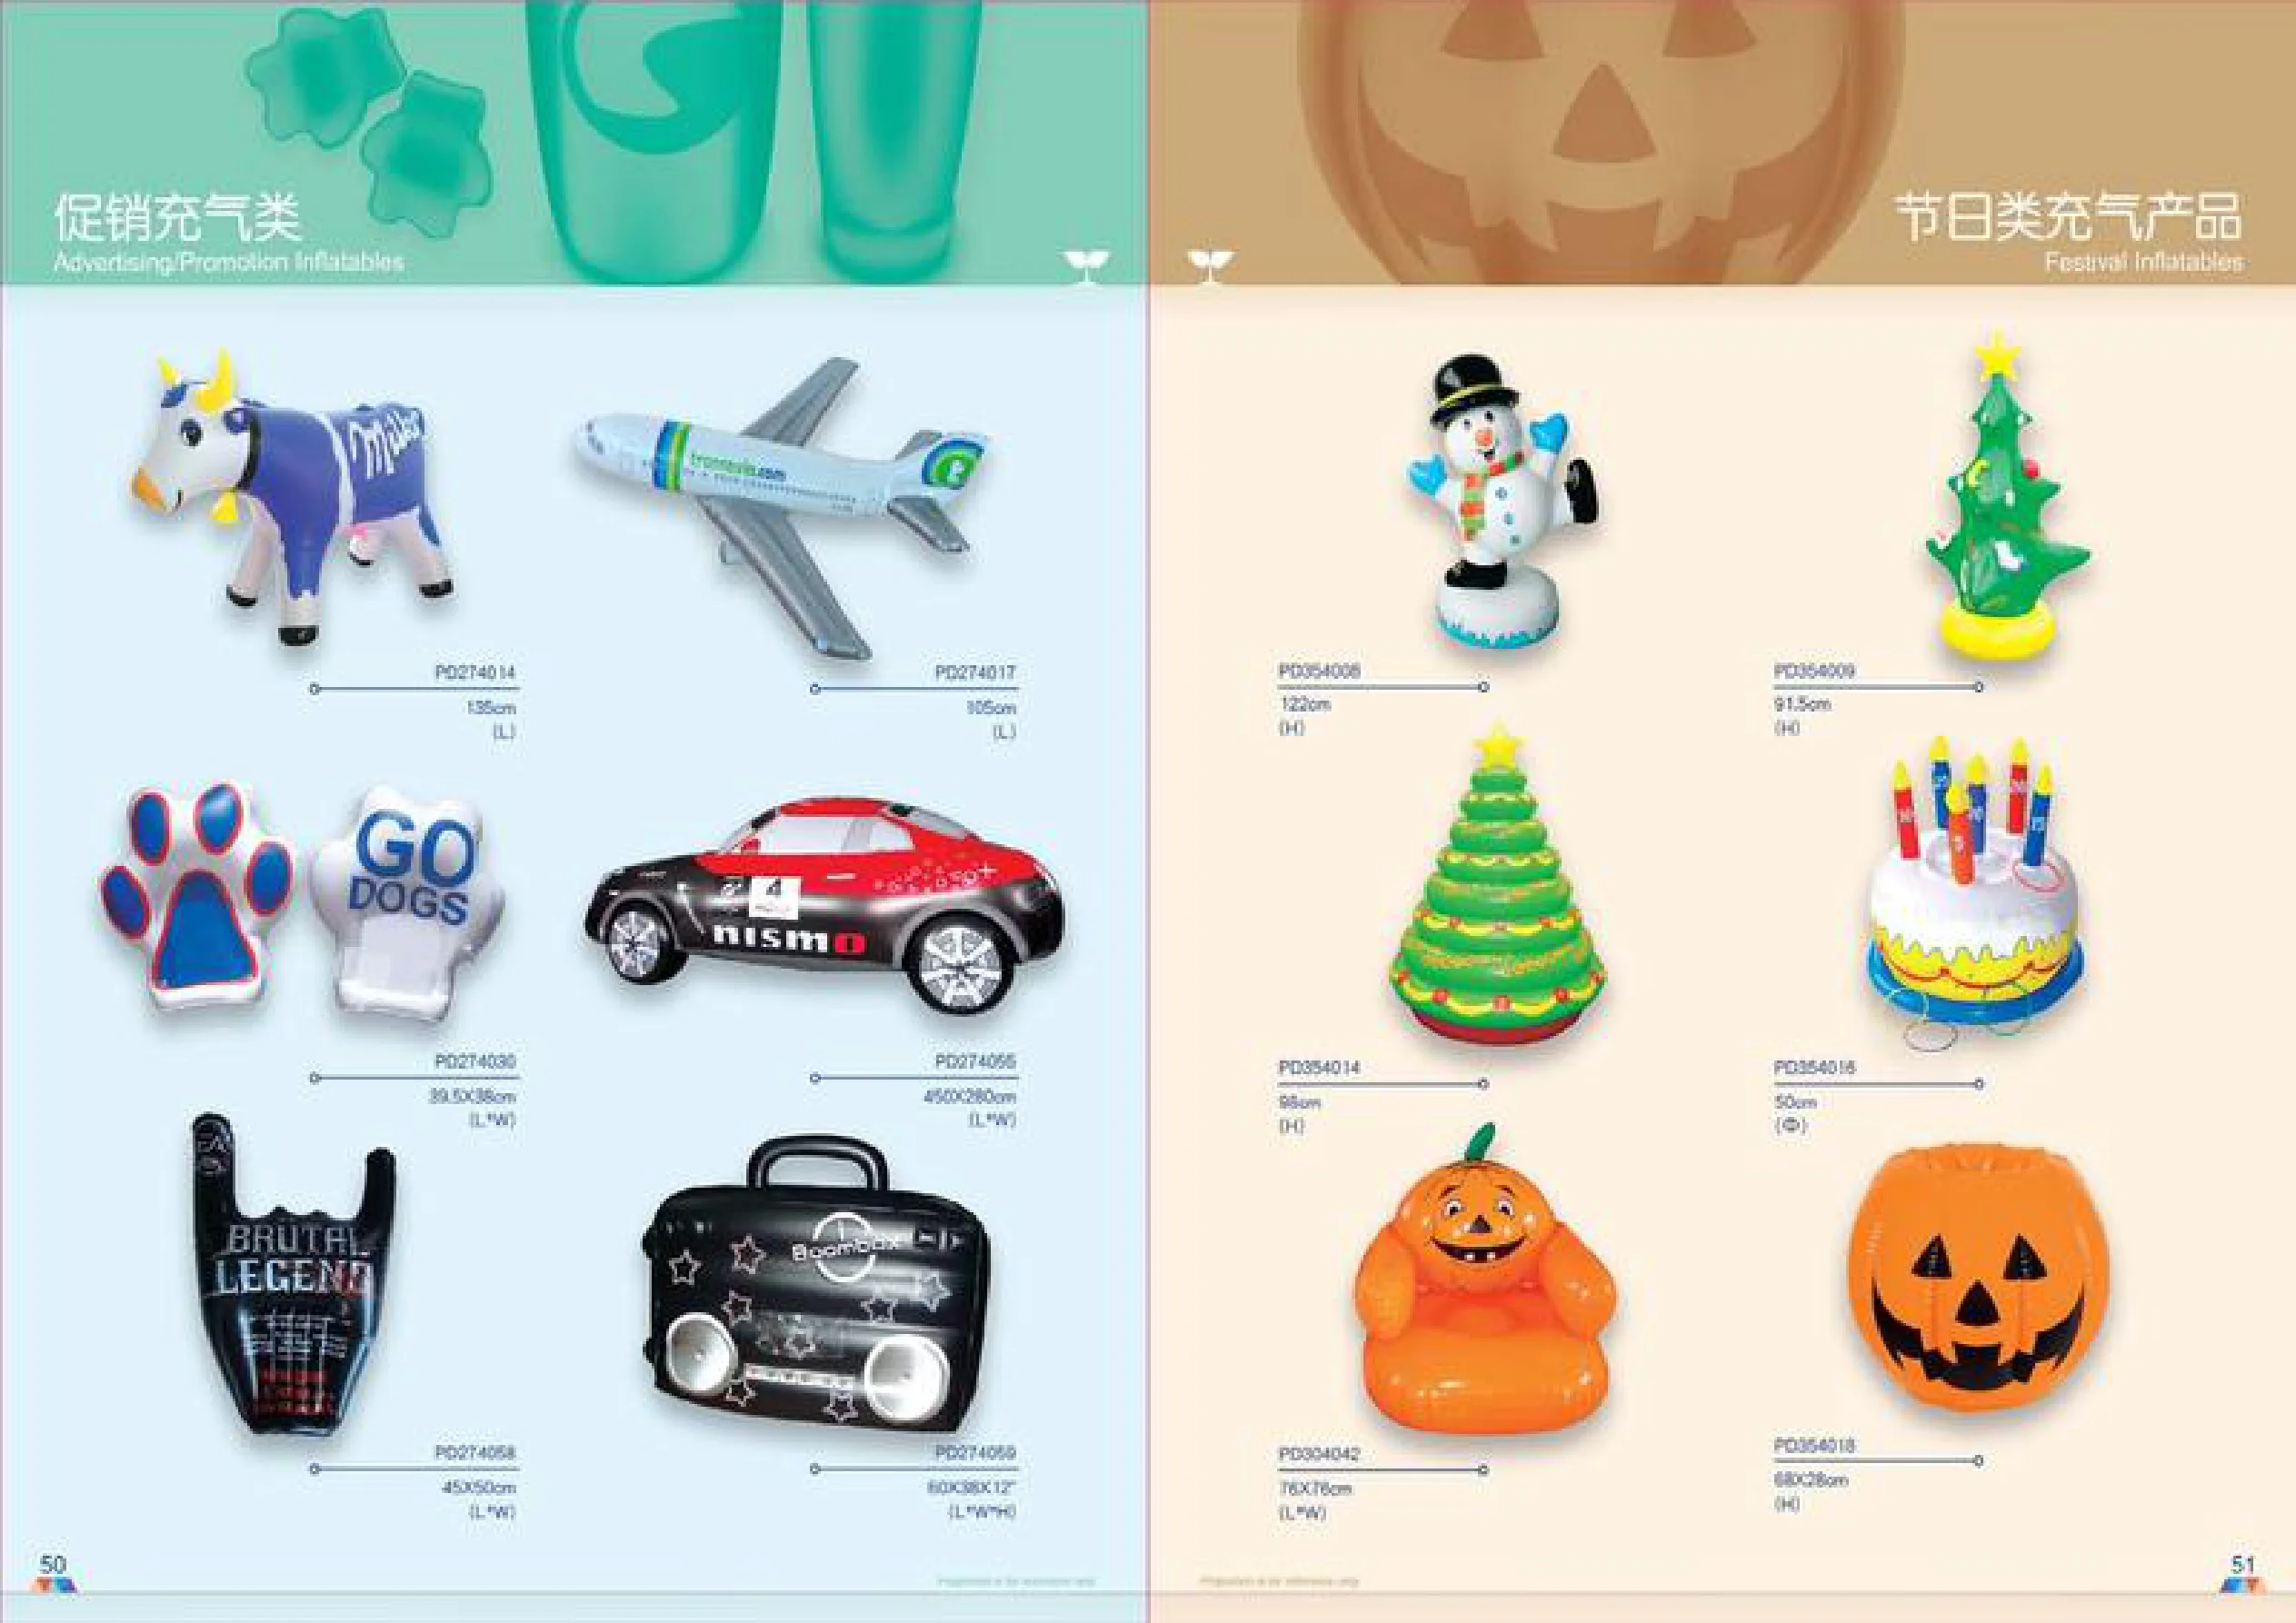 促销充气类
Advertising/Promotion Inflatables
Milka
transavia.com
PD274014
135cm
(L)
PD274017
105cm
(L)
GO
DOGS
4
nismo
PD274030
39.5X38cm
(L*W)
PD274055
450X280cm
(L*W)
BRUTAL
LEGEND
Boombox
PD274058
45X50cm
(L*W)
PD274059
60X38X12"
(L*W*H)
50
节日类充气产品
Festival Inflatables
PD354008
122cm
(H)
PD354009
91.5cm
(H)
PD354014
98cm
(H)
PD354016
50cm
(Φ)
PD304042
76X76cm
(L*W)
PD354018
68X28cm
(H)
51